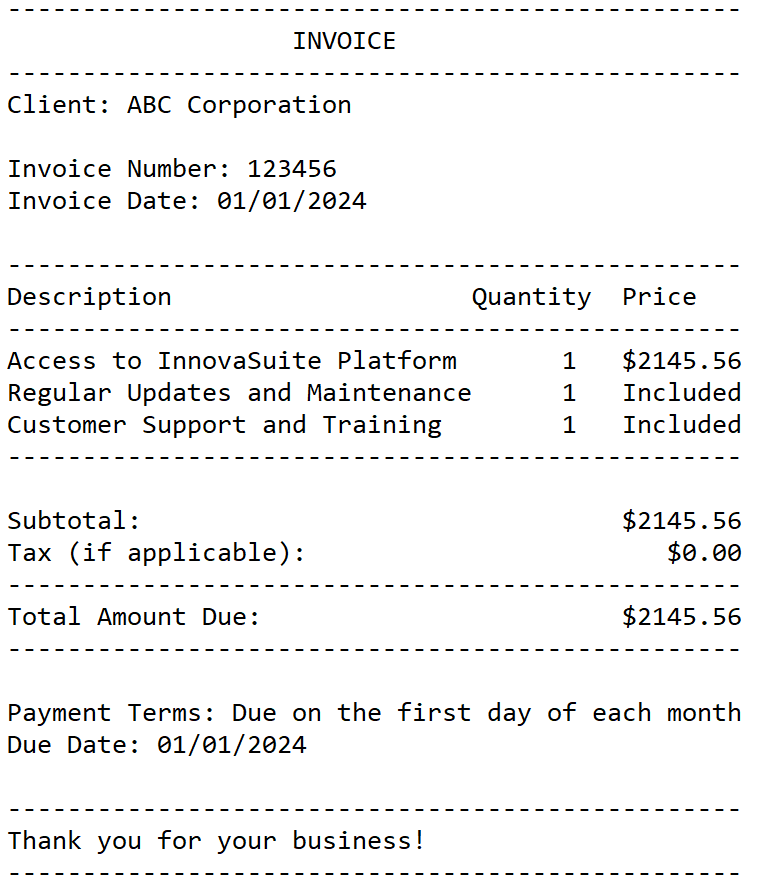 -------------------------------------------------
INVOICE
-------------------------------------------------
Client: ABC Corporation
Invoice Number: 123456
Invoice Date: 01/01/2024
-------------------------------------------------
Description Quantity Price
-------------------------------------------------
Access to InnovaSuite Platform 1 $2145.56
Regular Updates and Maintenance 1 Included
Customer Support and Training 1 Included
-------------------------------------------------
Subtotal: $2145.56
Tax (if applicable): $0.00
-------------------------------------------------
Total Amount Due: $2145.56
-------------------------------------------------
Payment Terms: Due on the first day of each month
Due Date: 01/01/2024
-------------------------------------------------
Thank you for your business!
-------------------------------------------------